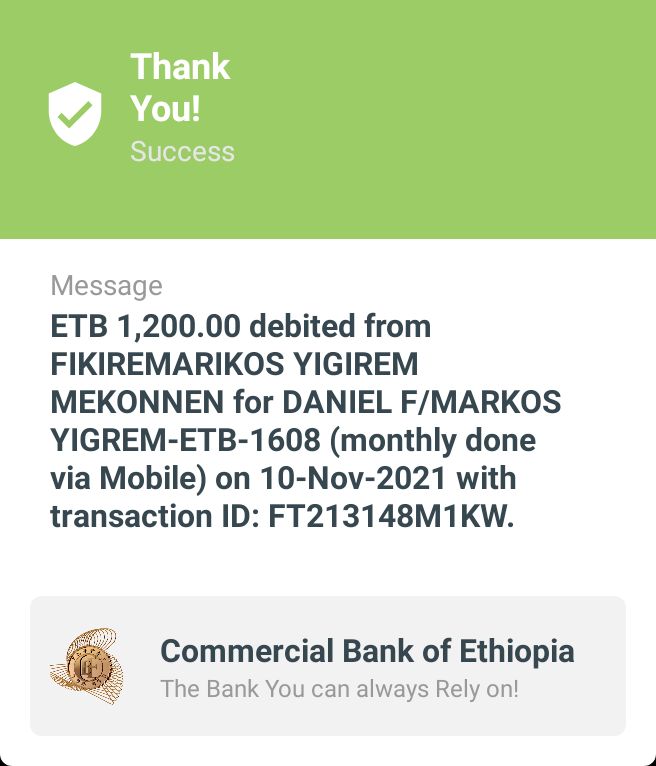 Thank
You!
Success
Message
ETB 1,200.00 debited from
FIKIREMARIKOS YIGIREM
MEKONNEN for DANIEL F/MARKOS
YIGREM-ETB-1608 (monthly done
via Mobile) on 10-Nov-2021 with
transaction ID: FT213148M1KW.
Commercial Bank of Ethiopia
The Bank You can always Rely on!